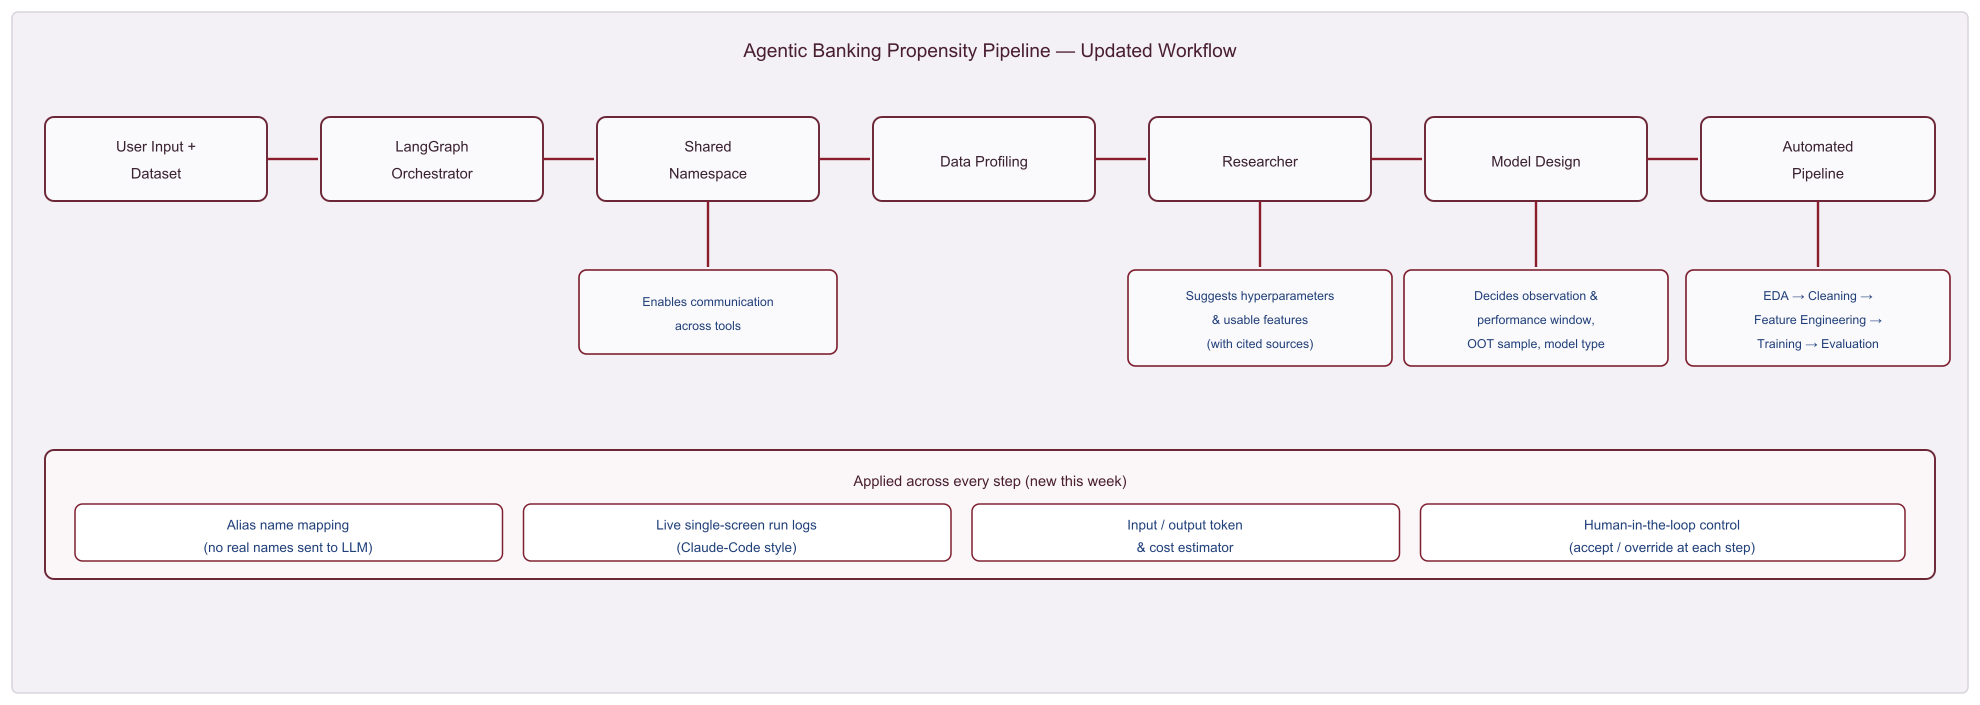 Agentic Banking Propensity Pipeline — Updated Workflow
User Input +
Dataset
LangGraph
Orchestrator
Shared
Namespace
Data Profiling
Researcher
Model Design
Automated
Pipeline
Enables communication
across tools
Suggests hyperparameters
& usable features
(with cited sources)
Decides observation &
performance window,
OOT sample, model type
EDA → Cleaning →
Feature Engineering →
Training → Evaluation
Applied across every step (new this week)
Alias name mapping
(no real names sent to LLM)
Live single-screen run logs
(Claude-Code style)
Input / output token
& cost estimator
Human-in-the-loop control
(accept / override at each step)